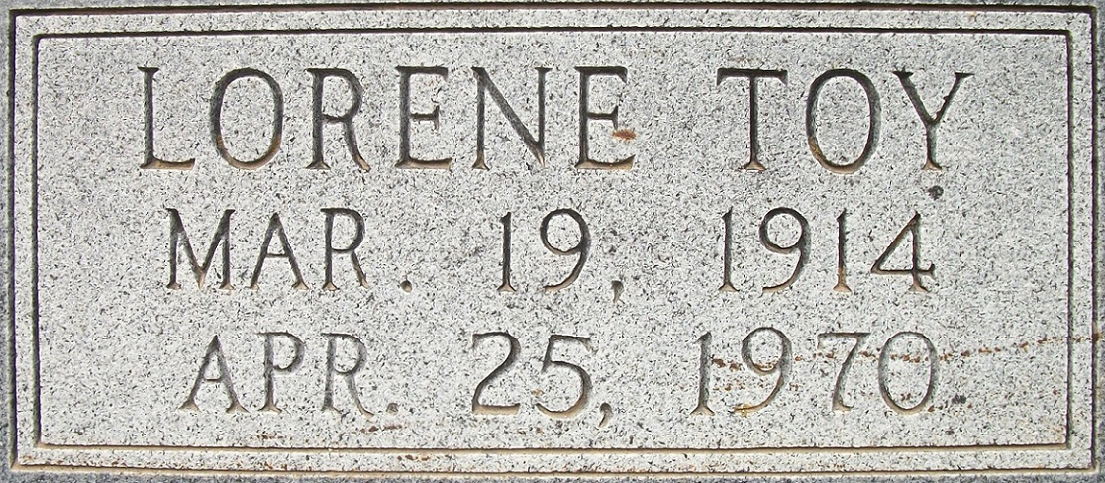 LORENE TOY
MAR. 19, 1914
APR. 25, 1970